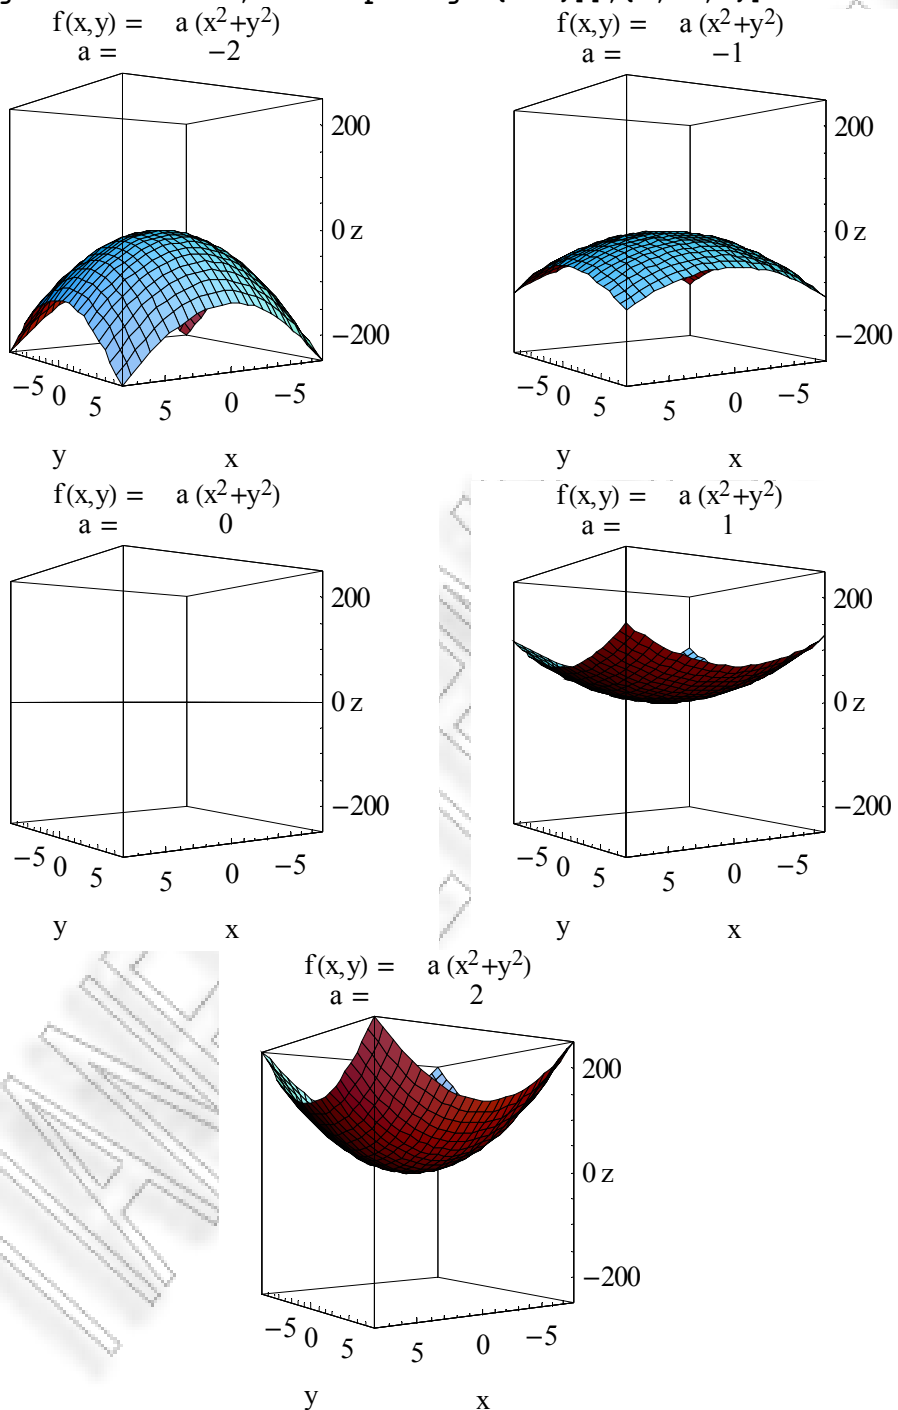 f(x,y) = a (x²+y²)
a = −2
200
0 z
−200
−5 0 5
5 0 −5
y x
f(x,y) = a (x²+y²)
a = −1
200
0 z
−200
−5 0 5
5 0 −5
y x
f(x,y) = a (x²+y²)
a = 0
200
0 z
−200
−5 0 5
5 0 −5
y x
f(x,y) = a (x²+y²)
a = 1
200
0 z
−200
−5 0 5
5 0 −5
y x
f(x,y) = a (x²+y²)
a = 2
200
0 z
−200
−5 0 5
5 0 −5
y x